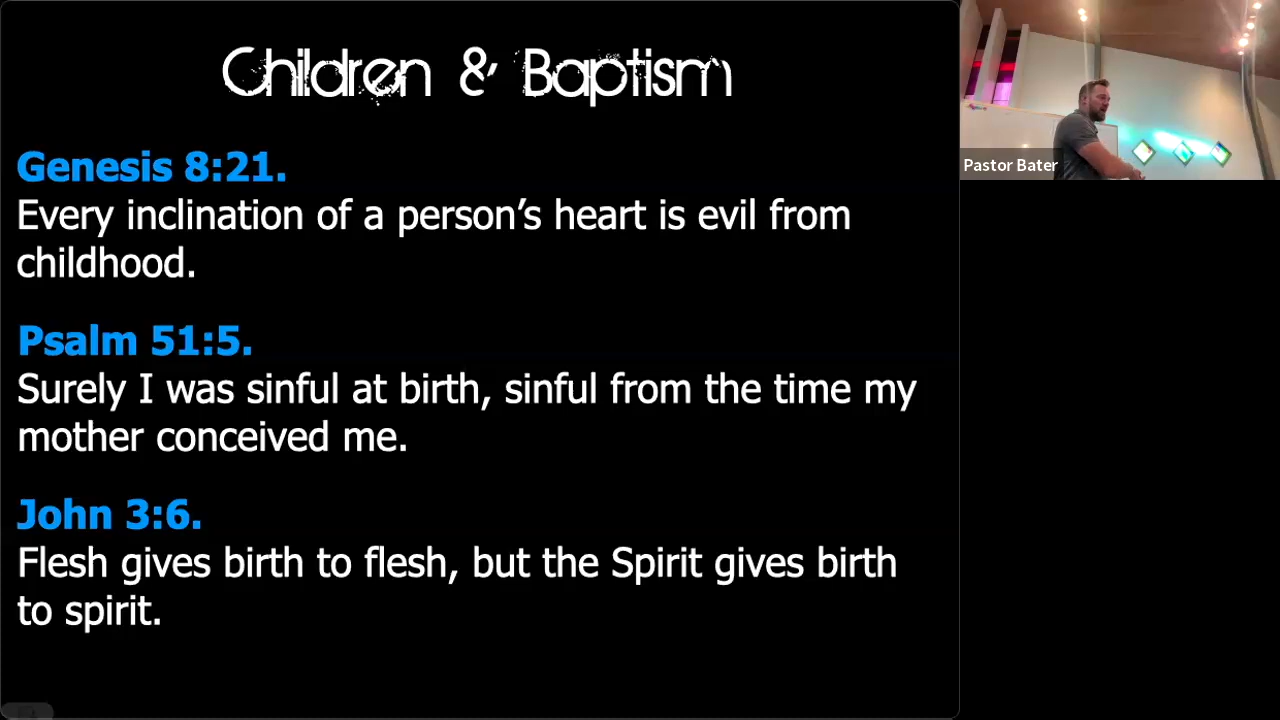 Children & Baptism
Genesis 8:21.
Every inclination of a person’s heart is evil from
childhood.
Psalm 51:5.
Surely I was sinful at birth, sinful from the time my
mother conceived me.
John 3:6.
Flesh gives birth to flesh, but the Spirit gives birth
to spirit.
Pastor Bater